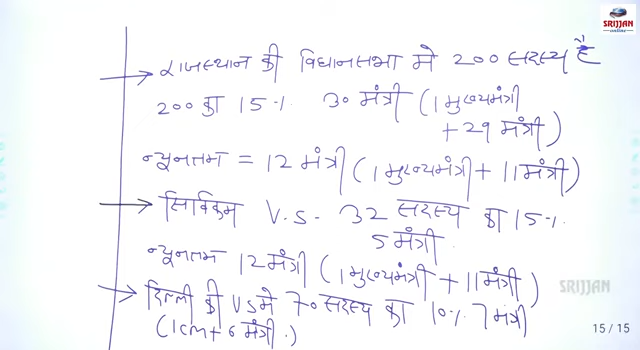 SRIJJAN
online
राजस्थान की विधानसभा मे 200 सदस्य है
200 का 15% 30 मंत्री (1 मुख्यमंत्री
+ 29 मंत्री)
न्यूनतम = 12 मंत्री (1 मुख्यमंत्री + 11 मंत्री)
सिक्किम V.S. 32 सदस्य का 15%
5 मंत्री
न्यूनतम 12 मंत्री (1 मुख्यमंत्री + 11 मंत्री)
दिल्ली की VS मे 70 सदस्य का 10% 7 मंत्री
(1 cm + 6 मंत्री.)
SRIJJAN
15 / 15